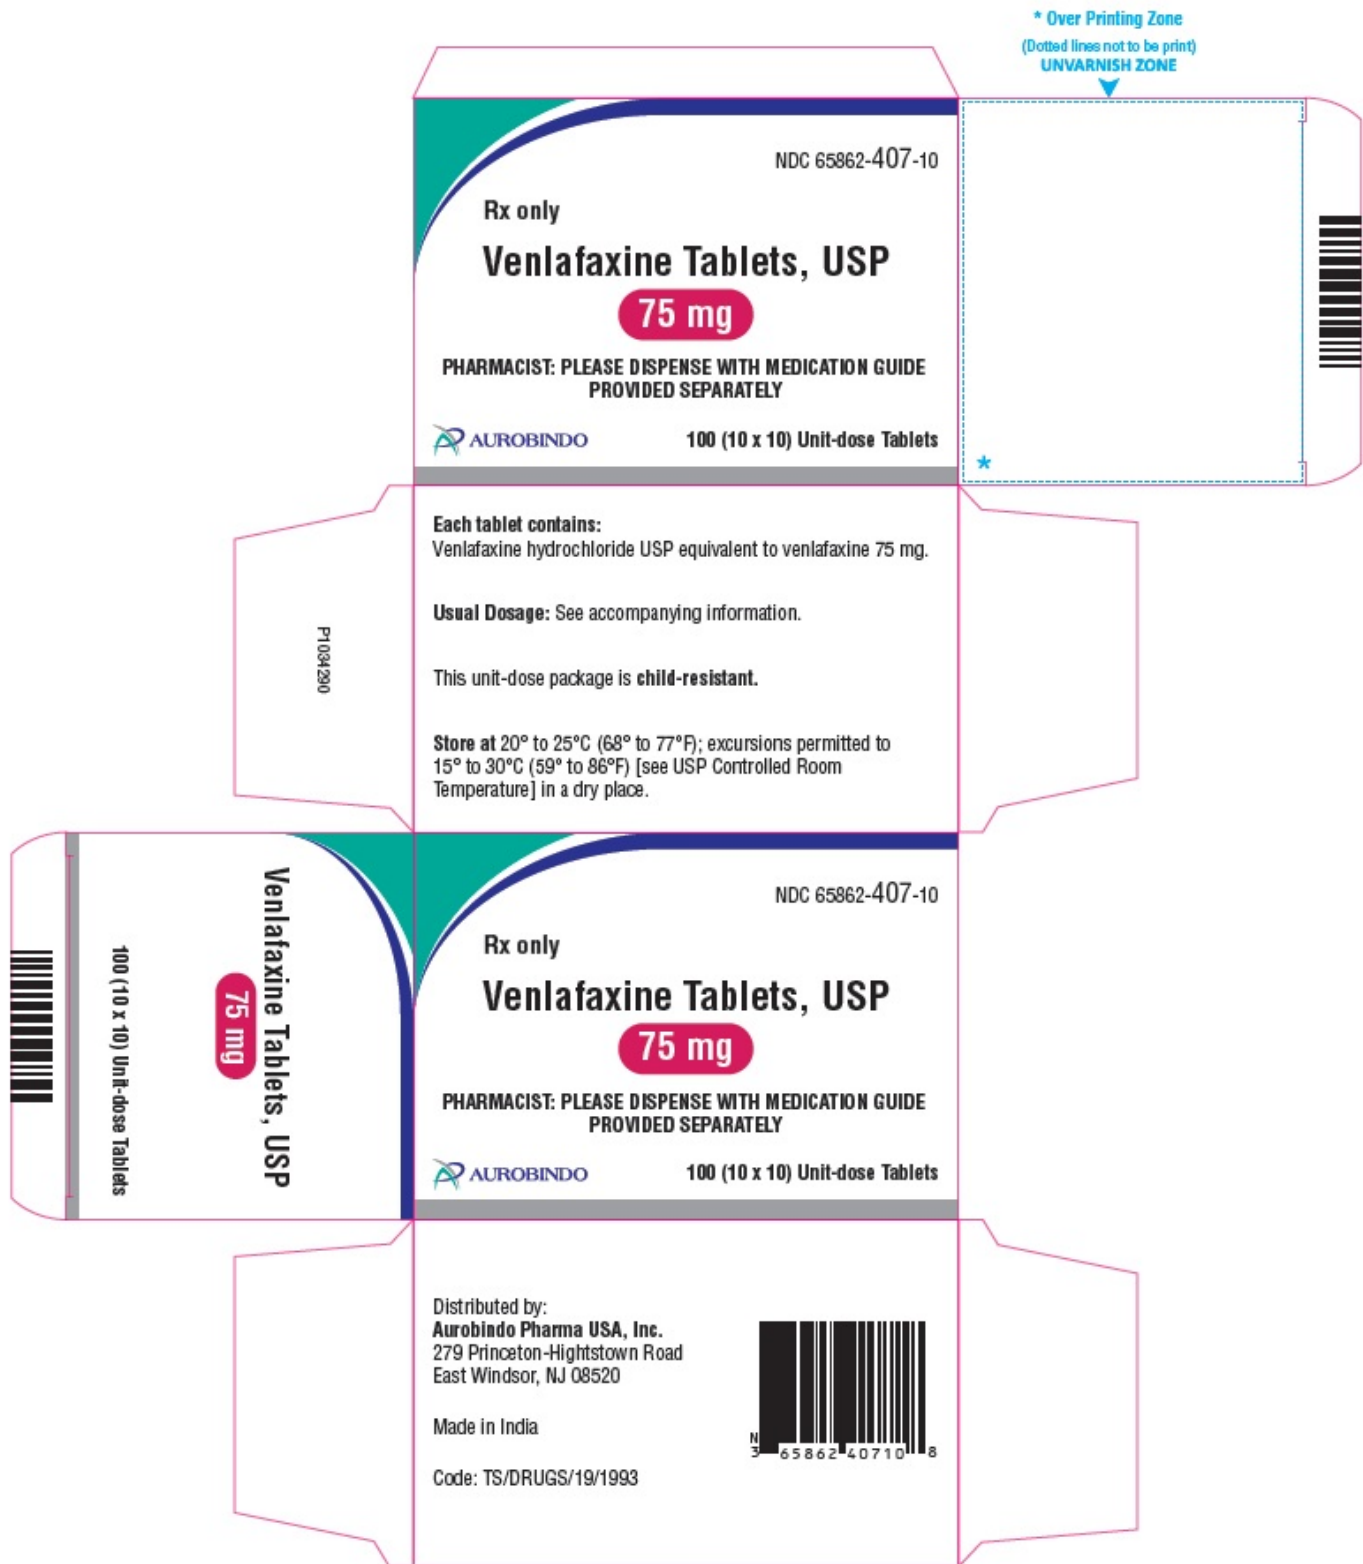 * Over Printing Zone
(Dotted lines not to be print)
UNVARNISH ZONE
NDC 65862-407-10
Rx only
Venlafaxine Tablets, USP
75 mg
PHARMACIST: PLEASE DISPENSE WITH MEDICATION GUIDE
PROVIDED SEPARATELY
AUROBINDO
100 (10 x 10) Unit-dose Tablets
*
Each tablet contains:
Venlafaxine hydrochloride USP equivalent to venlafaxine 75 mg.
Usual Dosage: See accompanying information.
This unit-dose package is child-resistant.
Store at 20° to 25°C (68° to 77°F); excursions permitted to
15° to 30°C (59° to 86°F) [see USP Controlled Room
Temperature] in a dry place.
P1034290
Venlafaxine Tablets, USP
75 mg
100 (10 x 10) Unit-dose Tablets
NDC 65862-407-10
Rx only
Venlafaxine Tablets, USP
75 mg
PHARMACIST: PLEASE DISPENSE WITH MEDICATION GUIDE
PROVIDED SEPARATELY
AUROBINDO
100 (10 x 10) Unit-dose Tablets
Distributed by:
Aurobindo Pharma USA, Inc.
279 Princeton-Hightstown Road
East Windsor, NJ 08520
Made in India
Code: TS/DRUGS/19/1993
N
3 65862 40710 8